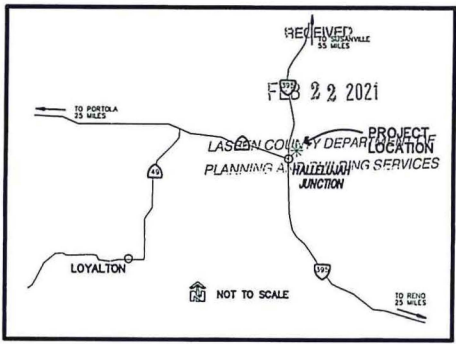 RECEIVED
TO SUSANVILLE
55 MILES
395
FEB 22 2021
TO PORTOLA
25 MILES
PROJECT
LOCATION
LASSEN COUNTY DEPARTMENT OF
PLANNING AND BUILDING SERVICES
HALLELUJAH
JUNCTION
49
LOYALTON
395
NOT TO SCALE
TO RENO
25 MILES